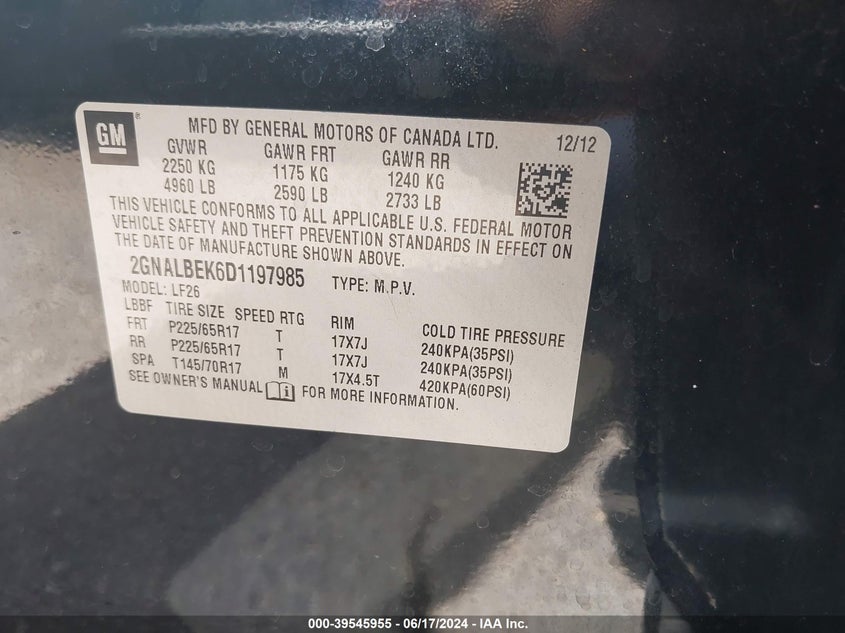 GM
MFD BY GENERAL MOTORS OF CANADA LTD. 12/12
GVWR GAWR FRT GAWR RR
2250 KG 1175 KG 1240 KG
4960 LB 2590 LB 2733 LB
THIS VEHICLE CONFORMS TO ALL APPLICABLE U.S. FEDERAL MOTOR
VEHICLE SAFETY AND THEFT PREVENTION STANDARDS IN EFFECT ON
THE DATE OF MANUFACTURE SHOWN ABOVE.
2GNALBEK6D1197985 TYPE: M.P.V.
MODEL: LF26
LBBF TIRE SIZE SPEED RTG RIM COLD TIRE PRESSURE
FRT P225/65R17 T 17X7J 240KPA(35PSI)
RR P225/65R17 T 17X7J 240KPA(35PSI)
SPA T145/70R17 M 17X4.5T 420KPA(60PSI)
SEE OWNER'S MANUAL FOR MORE INFORMATION.
000-39545955 - 06/17/2024 - IAA Inc.